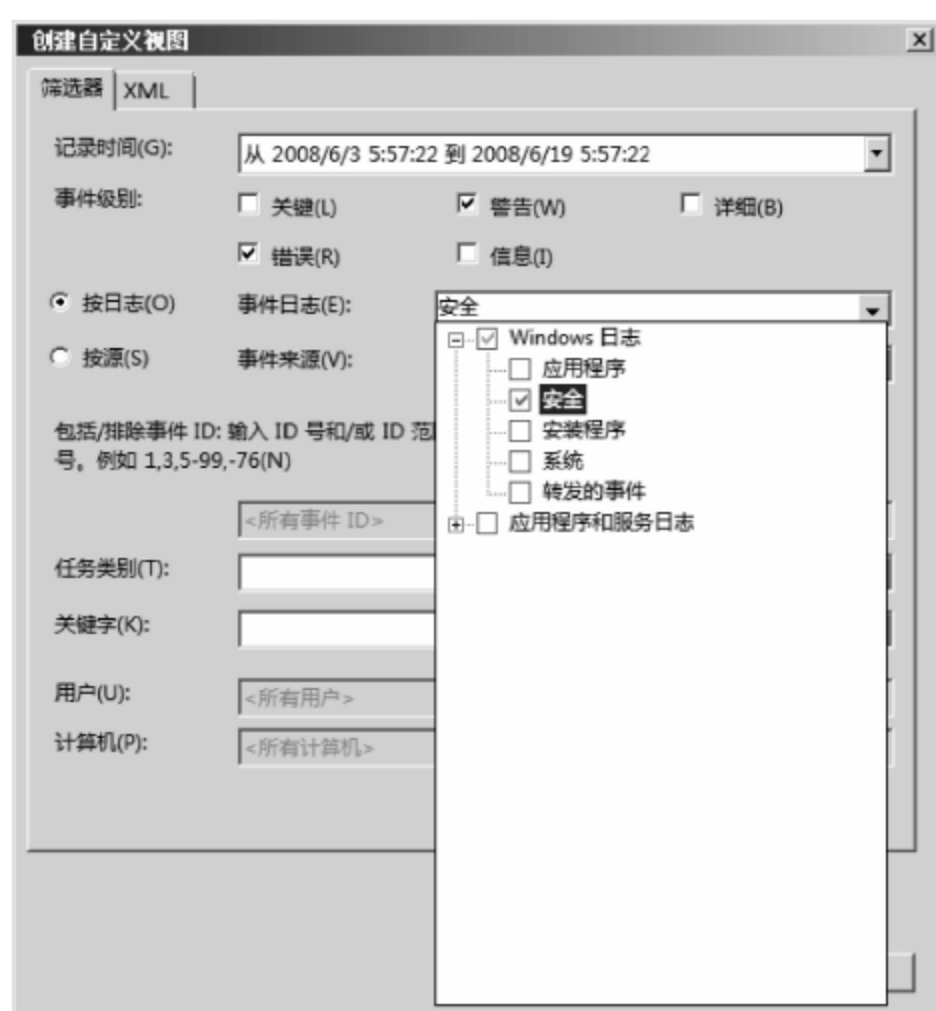 创建自定义视图
筛选器 XML
记录时间(G): 从 2008/6/3 5:57:22 到 2008/6/19 5:57:22
事件级别: 关键(L) 警告(W) 详细(B)
错误(R) 信息(I)
按日志(O) 事件日志(E): 安全
Windows 日志
按源(S) 事件来源(V):
应用程序
安全
安装程序
系统
转发的事件
应用程序和服务日志
包括/排除事件 ID: 输入 ID 号和/或 ID
号。例如 1,3,5-99,-76(N)
<所有事件 ID>
任务类别(T):
关键字(K):
用户(U): <所有用户>
计算机(P): <所有计算机>